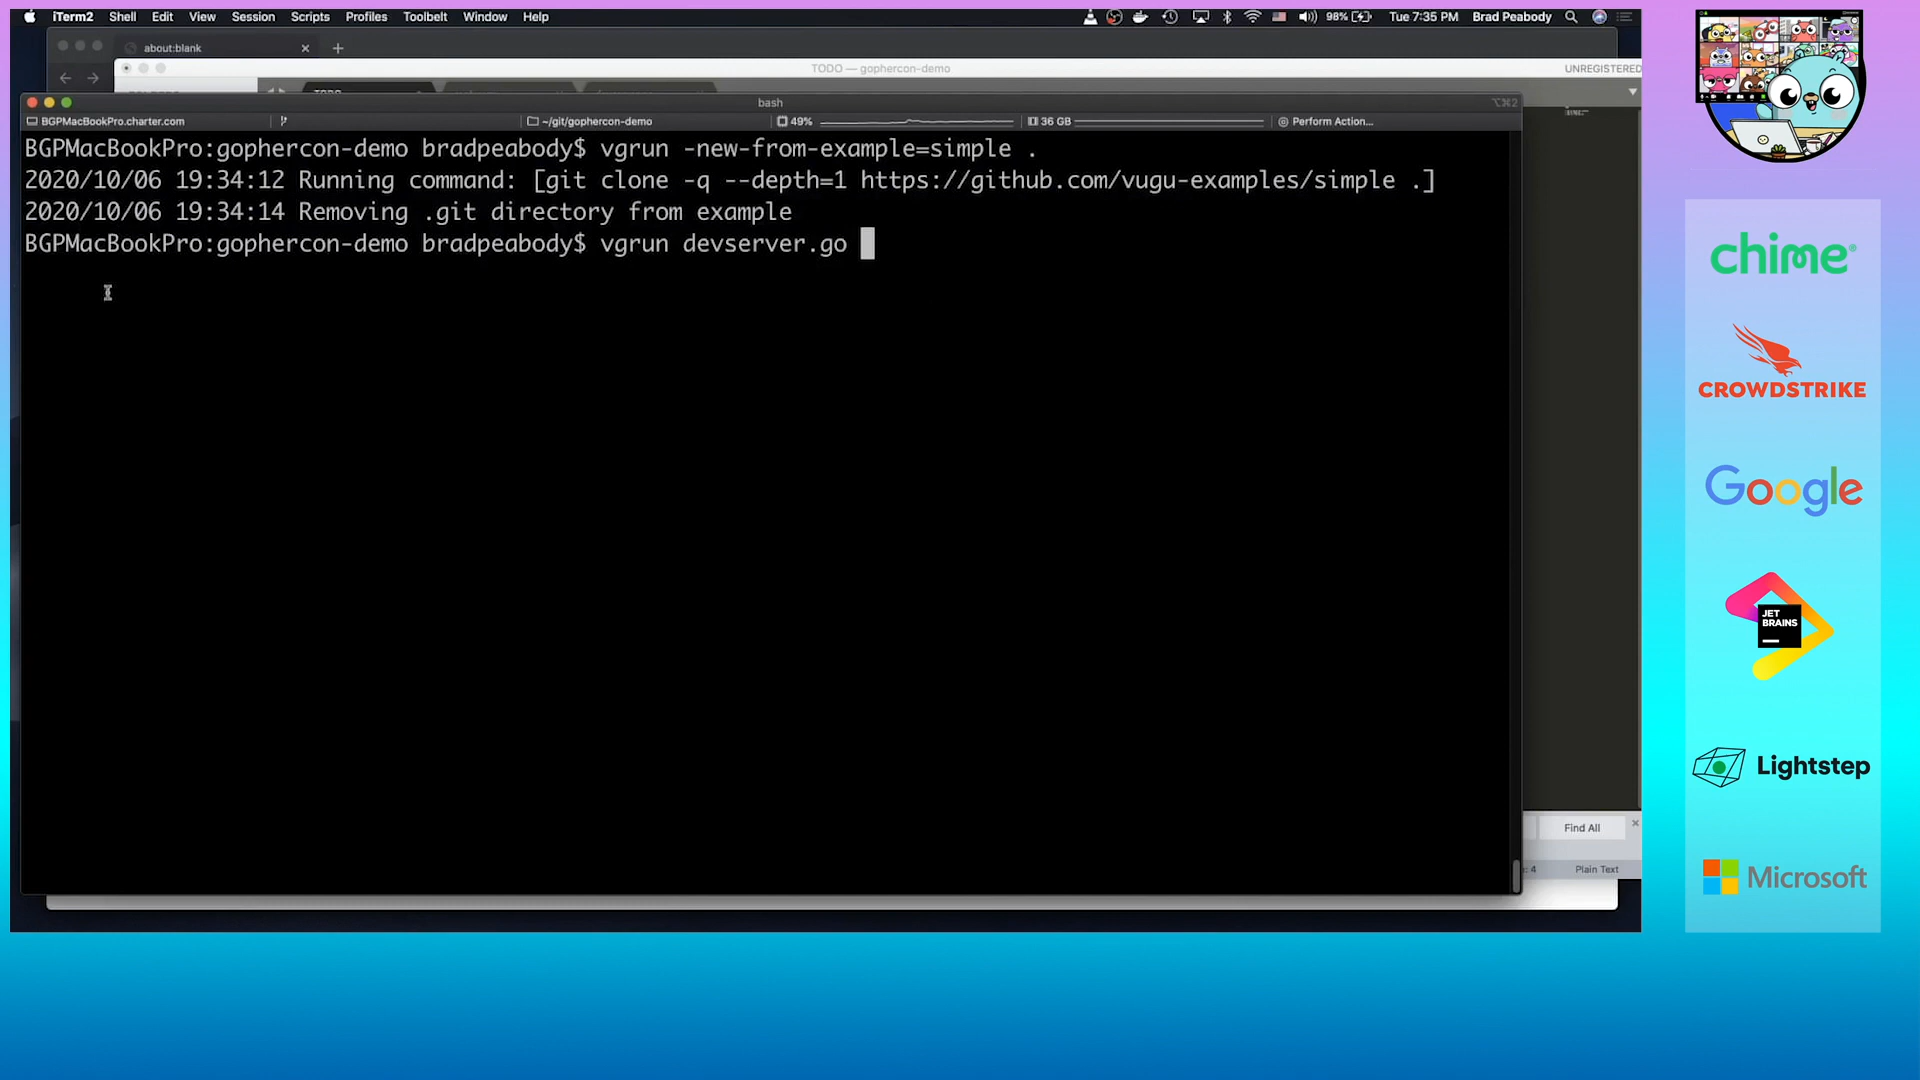 iTerm2 Shell Edit View Session Scripts Profiles Toolbelt Window Help 98% Tue 7:35 PM Brad Peabody
about:blank
TODO — gophercon-demo UNREGISTERED
bash ⌥⌘2
BGPMacBookPro.charter.com ~/git/gophercon-demo 49% 36 GB Perform Action...
BGPMacBookPro:gophercon-demo bradpeabody$ vgrun -new-from-example=simple .
2020/10/06 19:34:12 Running command: [git clone -q --depth=1 https://github.com/vugu-examples/simple .]
2020/10/06 19:34:14 Removing .git directory from example
BGPMacBookPro:gophercon-demo bradpeabody$ vgrun devserver.go
Find All
4 Plain Text
chime
CROWDSTRIKE
Google
JET
BRAINS
Lightstep
Microsoft